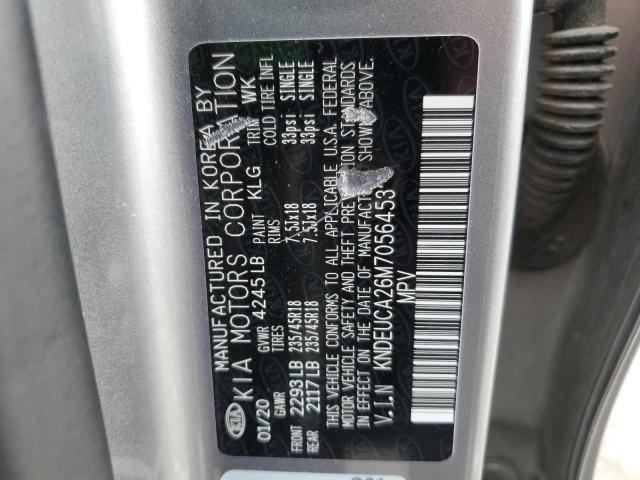 MANUFACTURED IN KOREA BY
KIA KIA MOTORS CORPORATION
01/20 GVWR 4245LB PAINT KLG TRIM WK
GAWR TIRES RIMS COLD TIRE INFL
FRONT 2293LB 235/45R18 7.5Jx18 33psi SINGLE
REAR 2117LB 235/45R18 7.5Jx18 33psi SINGLE
THIS VEHICLE CONFORMS TO ALL APPLICABLE U.S.A. FEDERAL
MOTOR VEHICLE SAFETY AND THEFT PREVENTION STANDARDS
IN EFFECT ON THE DATE OF MANUFACTURE SHOWN ABOVE.
V.I.N KNDEUCA26M7056453
MPV